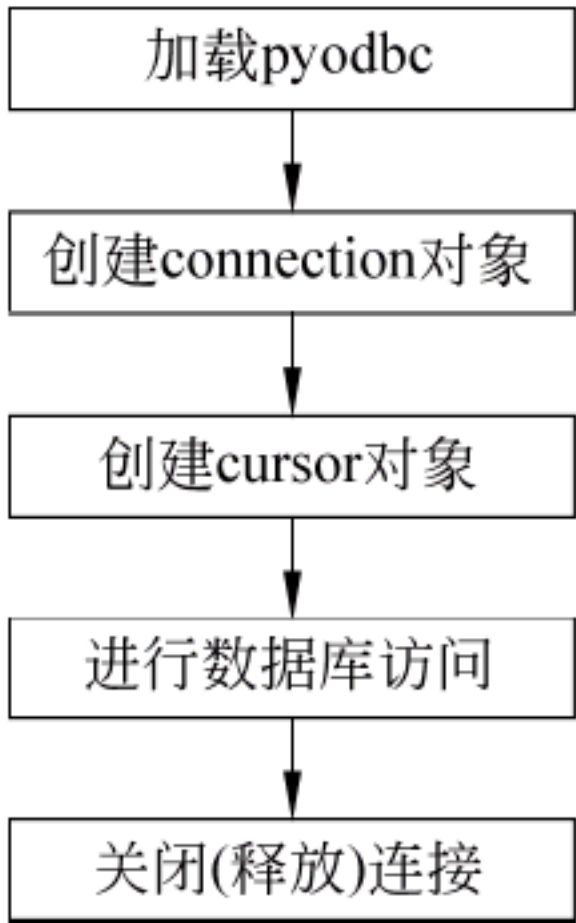 加载pyodbc
创建connection对象
创建cursor对象
进行数据库访问
关闭(释放)连接